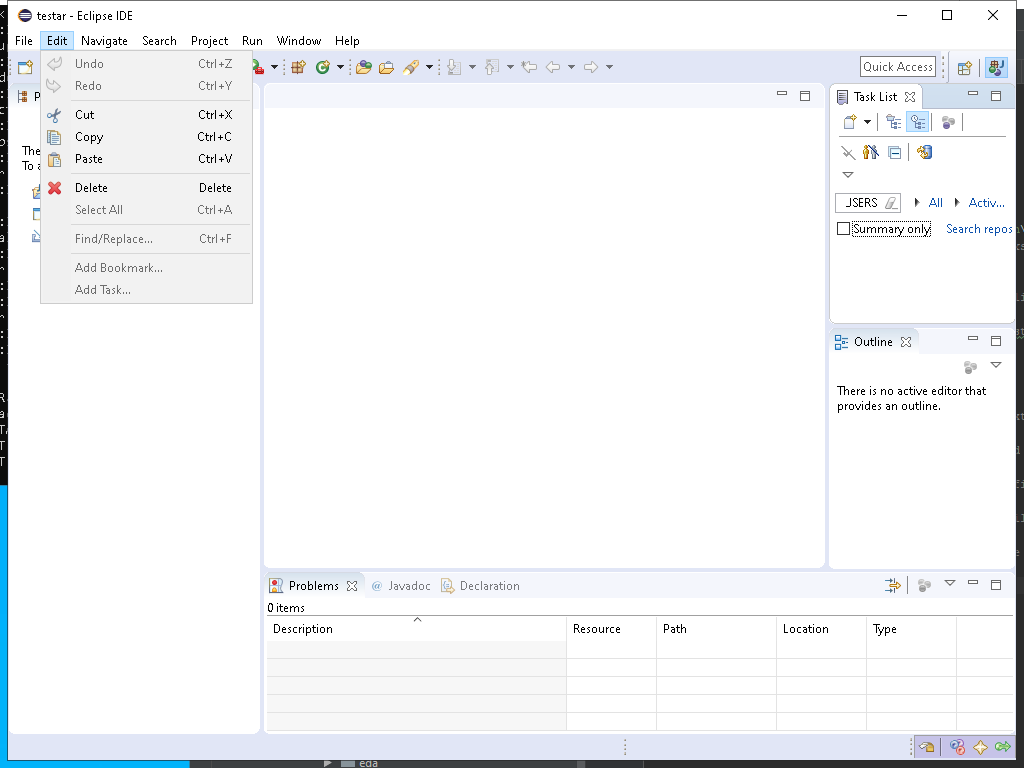 testar - Eclipse IDE
File Edit Navigate Search Project Run Window Help
Quick Access
Undo Ctrl+Z
Redo Ctrl+Y
Cut Ctrl+X
Copy Ctrl+C
Paste Ctrl+V
Delete Delete
Select All Ctrl+A
Find/Replace... Ctrl+F
Add Bookmark...
Add Task...
P
The
To a
Task List
JSERS All Activ...
Summary only Search repos
Outline
There is no active editor that
provides an outline.
Problems @ Javadoc Declaration
0 items
Description Resource Path Location Type
eda